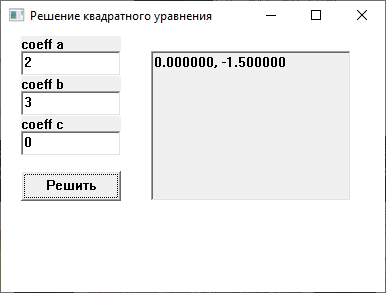 Решение квадратного уравнения
coeff a
2
coeff b
3
coeff c
0
Решить
0.000000, -1.500000